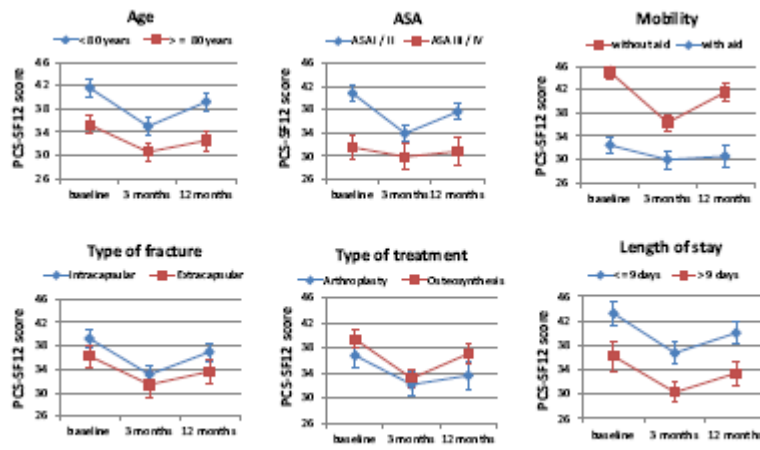 Age
< 80 years > = 80 years
PCS-SF12 score
46
42
38
34
30
26
baseline 3 months 12 months
ASA
ASA I / II ASA III / IV
PCS-SF12 score
46
42
38
34
30
26
baseline 3 months 12 months
Mobility
without aid with aid
PCS-SF12 score
46
42
38
34
30
26
baseline 3 months 12 months
Type of fracture
Intracapsular Extracapsular
PCS-SF12 score
46
42
38
34
30
26
baseline 3 months 12 months
Type of treatment
Arthroplasty Osteosynthesis
PCS-SF12 score
46
42
38
34
30
26
baseline 3 months 12 months
Length of stay
<= 9 days > 9 days
PCS-SF12 score
46
42
38
34
30
26
baseline 3 months 12 months